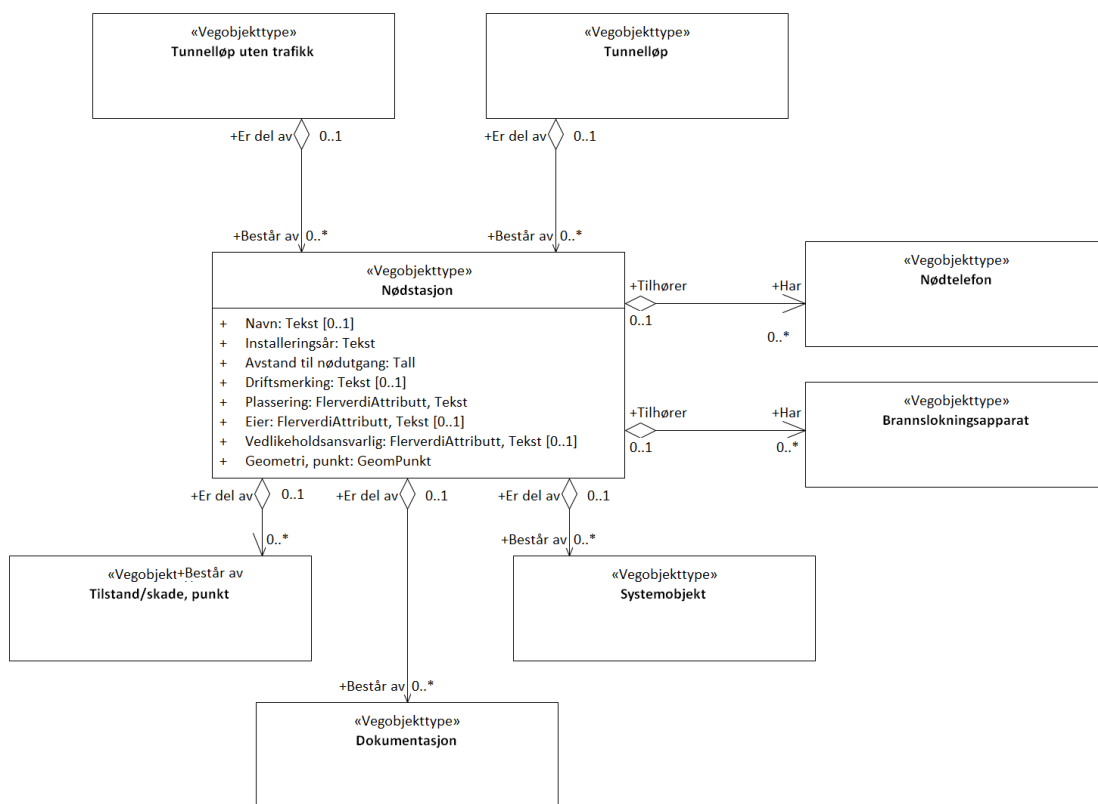 «Vegobjekttype»
Tunnelløp uten trafikk
«Vegobjekttype»
Tunnelløp
+Er del av 0..1
+Er del av 0..1
+Består av 0..*
+Består av 0..*
«Vegobjekttype»
Nødstasjon
+ Navn: Tekst [0..1]
+ Installeringsår: Tekst
+ Avstand til nødutgang: Tall
+ Driftsmerking: Tekst [0..1]
+ Plassering: FlerverdiAttributt, Tekst
+ Eier: FlerverdiAttributt, Tekst [0..1]
+ Vedlikeholdsansvarlig: FlerverdiAttributt, Tekst [0..1]
+ Geometri, punkt: GeomPunkt
+Tilhører +Har
0..1 0..*
«Vegobjekttype»
Nødtelefon
+Tilhører +Har
0..1 0..*
«Vegobjekttype»
Brannslokningsapparat
+Er del av 0..1
+Er del av 0..1
+Er del av 0..1
0..*
+Består av 0..*
«Vegobjekt
+Består av
Tilstand/skade, punkt
«Vegobjekttype»
Systemobjekt
+Består av 0..*
«Vegobjekttype»
Dokumentasjon